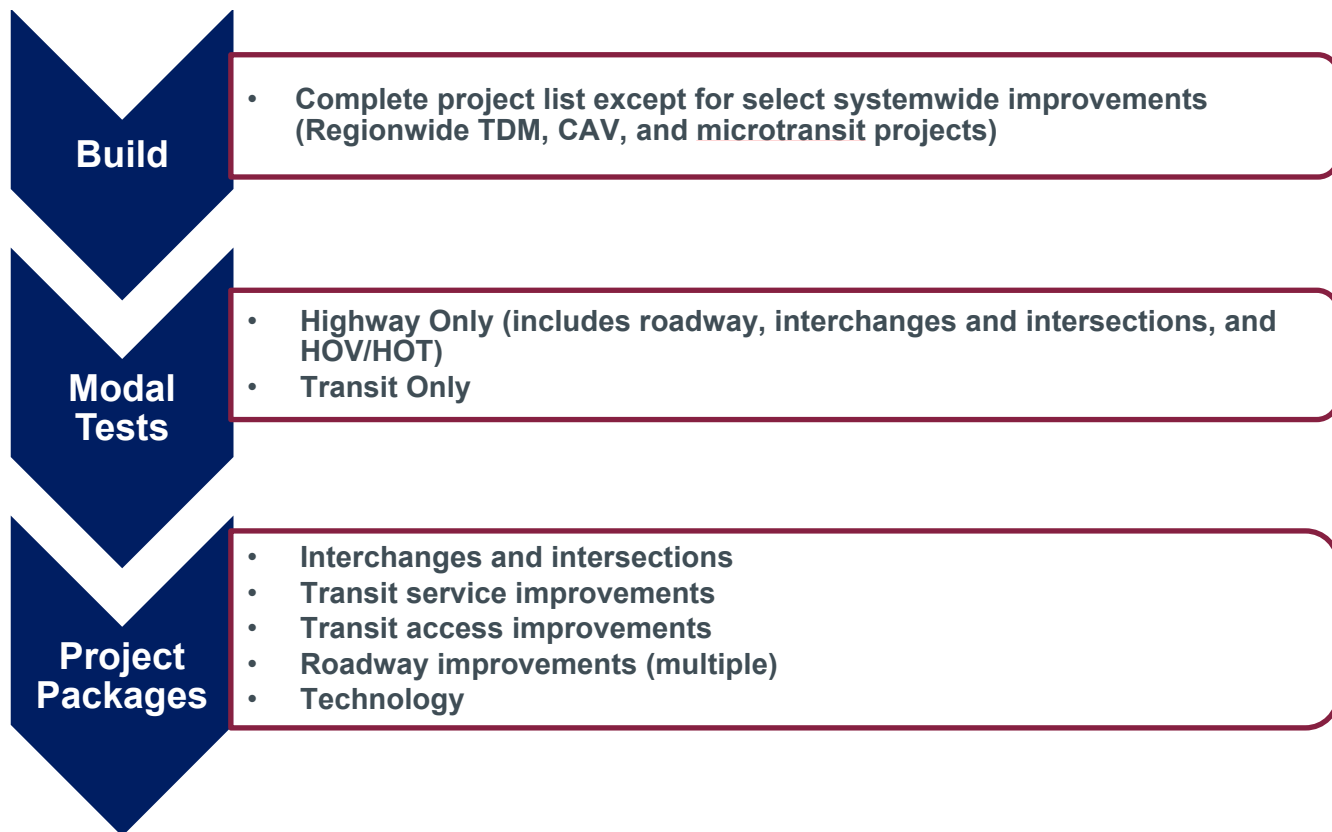 Build
• Complete project list except for select systemwide improvements
(Regionwide TDM, CAV, and microtransit projects)
Modal
Tests
• Highway Only (includes roadway, interchanges and intersections, and
HOV/HOT)
• Transit Only
Project
Packages
• Interchanges and intersections
• Transit service improvements
• Transit access improvements
• Roadway improvements (multiple)
• Technology